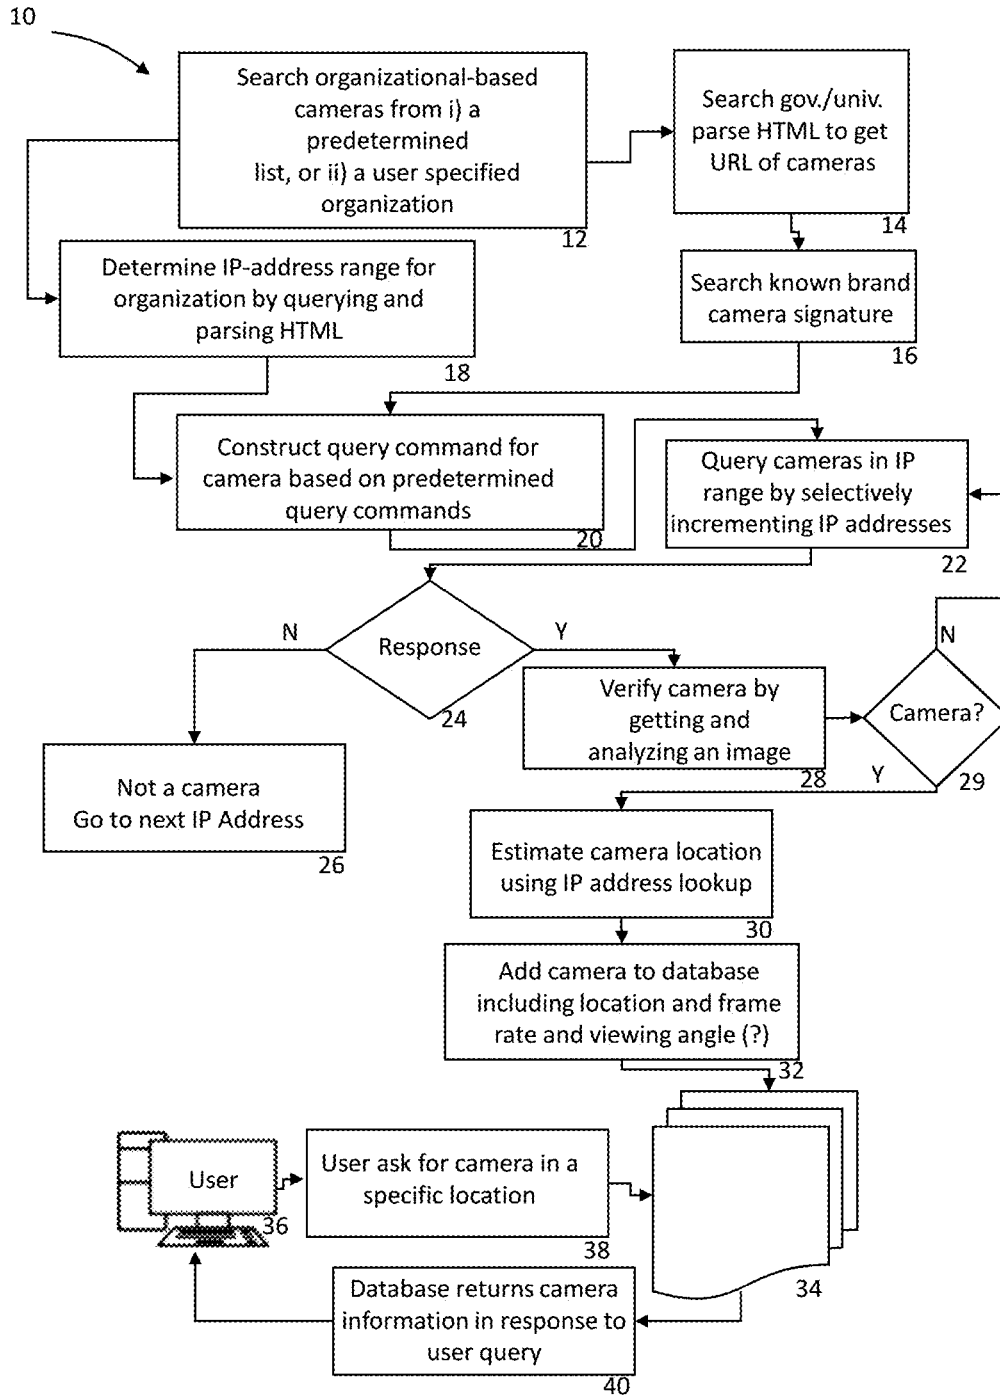 10
Search organizational-based
cameras from i) a
predetermined
list, or ii) a user specified
organization
12
Search gov./univ.
parse HTML to get
URL of cameras
14
Determine IP-address range for
organization by querying and
parsing HTML
18
Search known brand
camera signature
16
Construct query command for
camera based on predetermined
query commands
20
Query cameras in IP
range by selectively
incrementing IP addresses
22
N
Response
Y
24
Verify camera by
getting and
analyzing an image
28
N
Camera?
Y
29
Not a camera
Go to next IP Address
26
Estimate camera location
using IP address lookup
30
Add camera to database
including location and frame
rate and viewing angle (?)
32
User
36
User ask for camera in a
specific location
38
34
Database returns camera
information in response to
user query
40